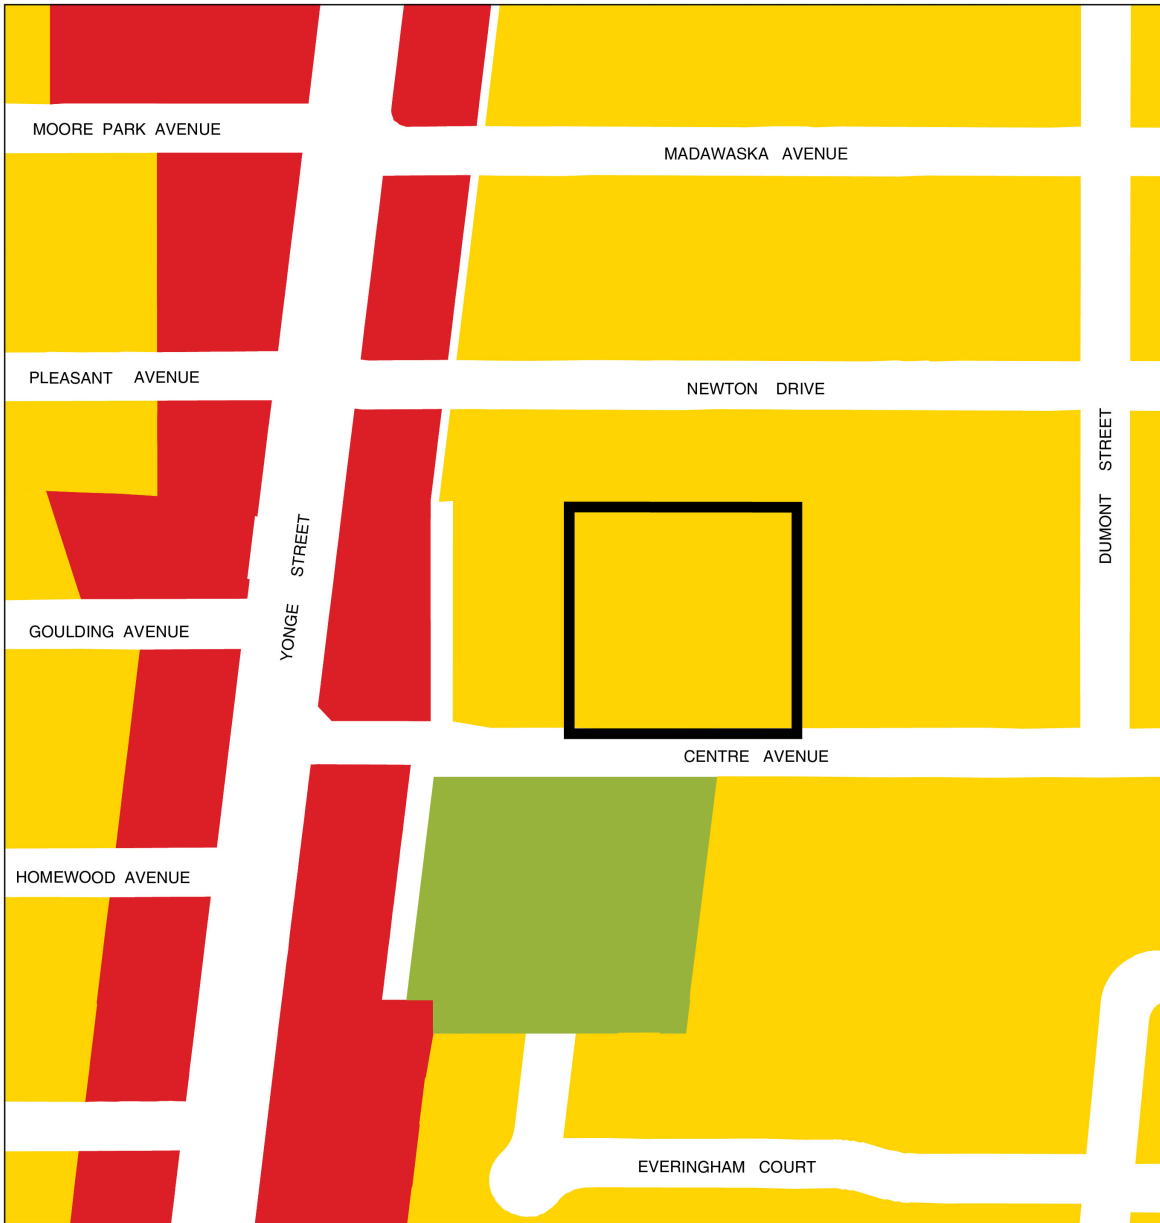 MOORE PARK AVENUE
MADAWASKA AVENUE
PLEASANT AVENUE
NEWTON DRIVE
DUMONT STREET
YONGE STREET
GOULDING AVENUE
CENTRE AVENUE
HOMEWOOD AVENUE
EVERINGHAM COURT